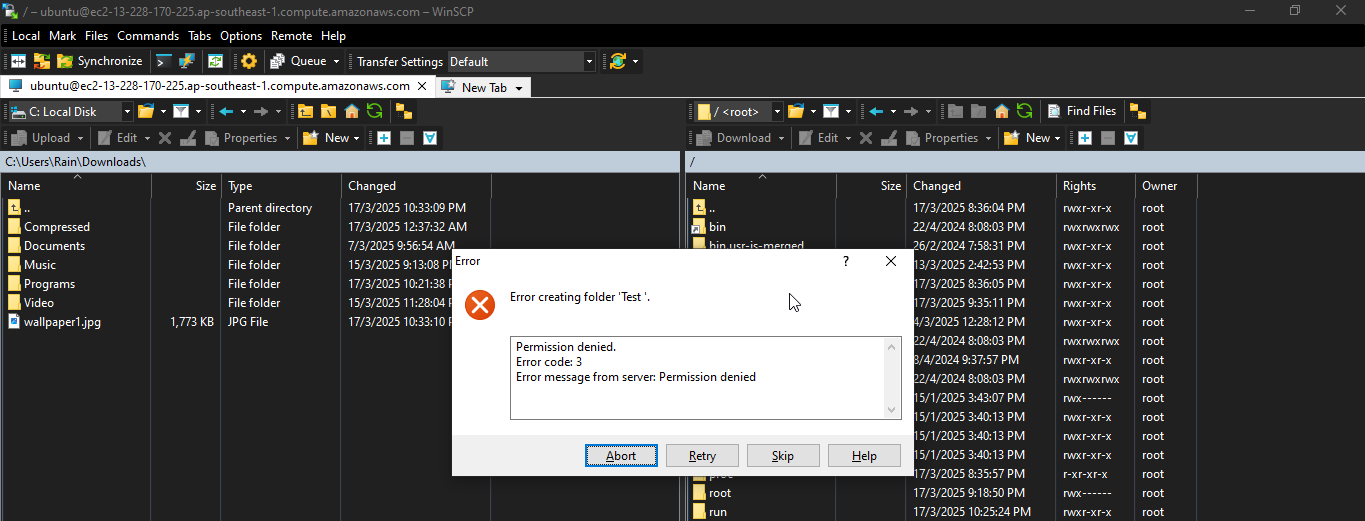 / – ubuntu@ec2-13-228-170-225.ap-southeast-1.compute.amazonaws.com – WinSCP
Local Mark Files Commands Tabs Options Remote Help
Synchronize Queue Transfer Settings Default
ubuntu@ec2-13-228-170-225.ap-southeast-1.compute.amazonaws.com New Tab
C: Local Disk / <root> Find Files
Upload Edit Properties New Download Edit Properties New
C:\Users\Rain\Downloads\ /
Name Size Type Changed Name Size Changed Rights Owner
.. Parent directory 17/3/2025 10:33:09 PM .. 17/3/2025 8:36:04 PM rwxr-xr-x root
Compressed File folder 17/3/2025 12:37:32 AM bin 22/4/2024 8:08:03 PM rwxrwxrwx root
Documents File folder 7/3/2025 9:56:54 AM bin.usr-is-merged 26/2/2024 7:58:31 PM rwxr-xr-x root
Music File folder 15/3/2025 9:13:08 13/3/2025 2:42:53 PM rwxr-xr-x root
Programs File folder 17/3/2025 10:21:38 17/3/2025 8:36:05 PM rwxr-xr-x root
Video File folder 15/3/2025 11:28:04 17/3/2025 9:35:11 PM rwxr-xr-x root
wallpaper1.jpg 1,773 KB JPG File 17/3/2025 10:33:10 4/3/2025 12:28:12 PM rwxr-xr-x root
22/4/2024 8:08:03 PM rwxrwxrwx root
8/4/2024 9:37:57 PM rwxr-xr-x root
22/4/2024 8:08:03 PM rwxrwxrwx root
15/1/2025 3:43:07 PM rwx------ root
15/1/2025 3:40:13 PM rwxr-xr-x root
15/1/2025 3:40:13 PM rwxr-xr-x root
15/1/2025 3:40:13 PM rwxr-xr-x root
proc 17/3/2025 8:35:57 PM r-xr-xr-x root
root 17/3/2025 9:18:50 PM rwx------ root
run 17/3/2025 10:25:24 PM rwxr-xr-x root
Error ?
Error creating folder 'Test '.
Permission denied.
Error code: 3
Error message from server: Permission denied
Abort Retry Skip Help